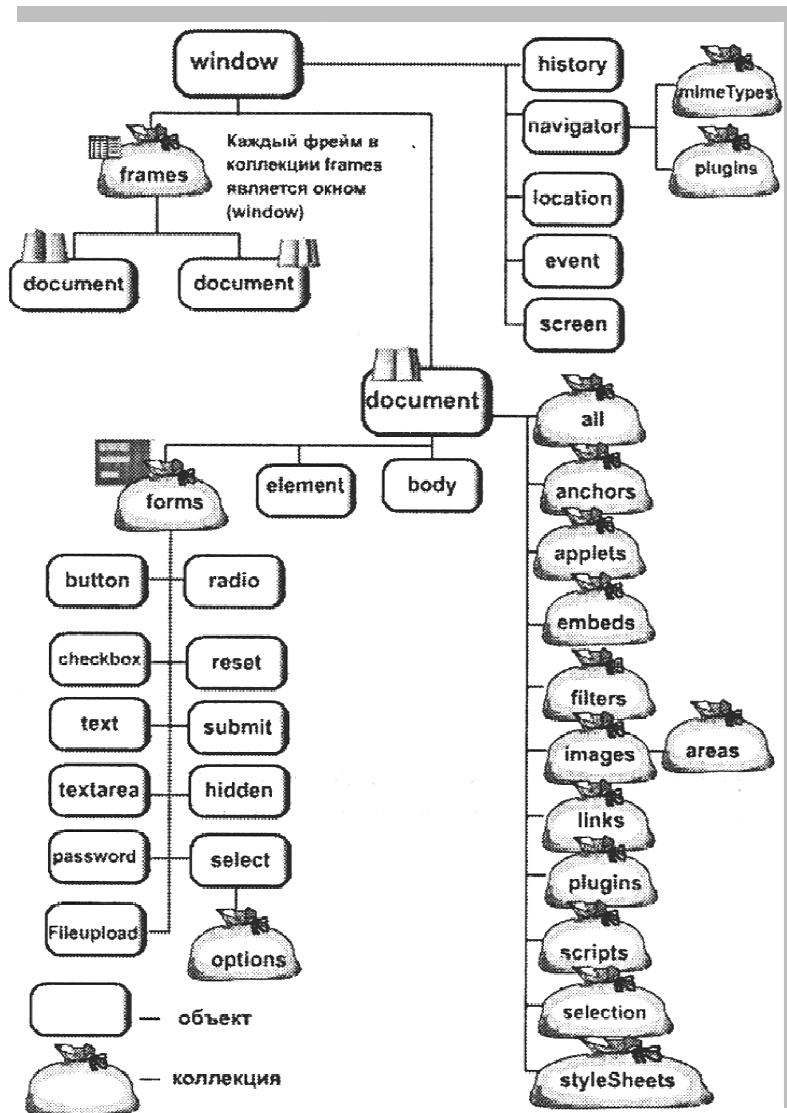 window
history
navigator
mimeTypes
plugins
location
event
screen
Каждый фрейм в
коллекции frames
является окном
(window)
frames
document
document
document
all
anchors
applets
embeds
filters
images
areas
links
plugins
scripts
selection
styleSheets
forms
element
body
button
radio
checkbox
reset
text
submit
textarea
hidden
password
select
Fileupload
options
— объект
— коллекция